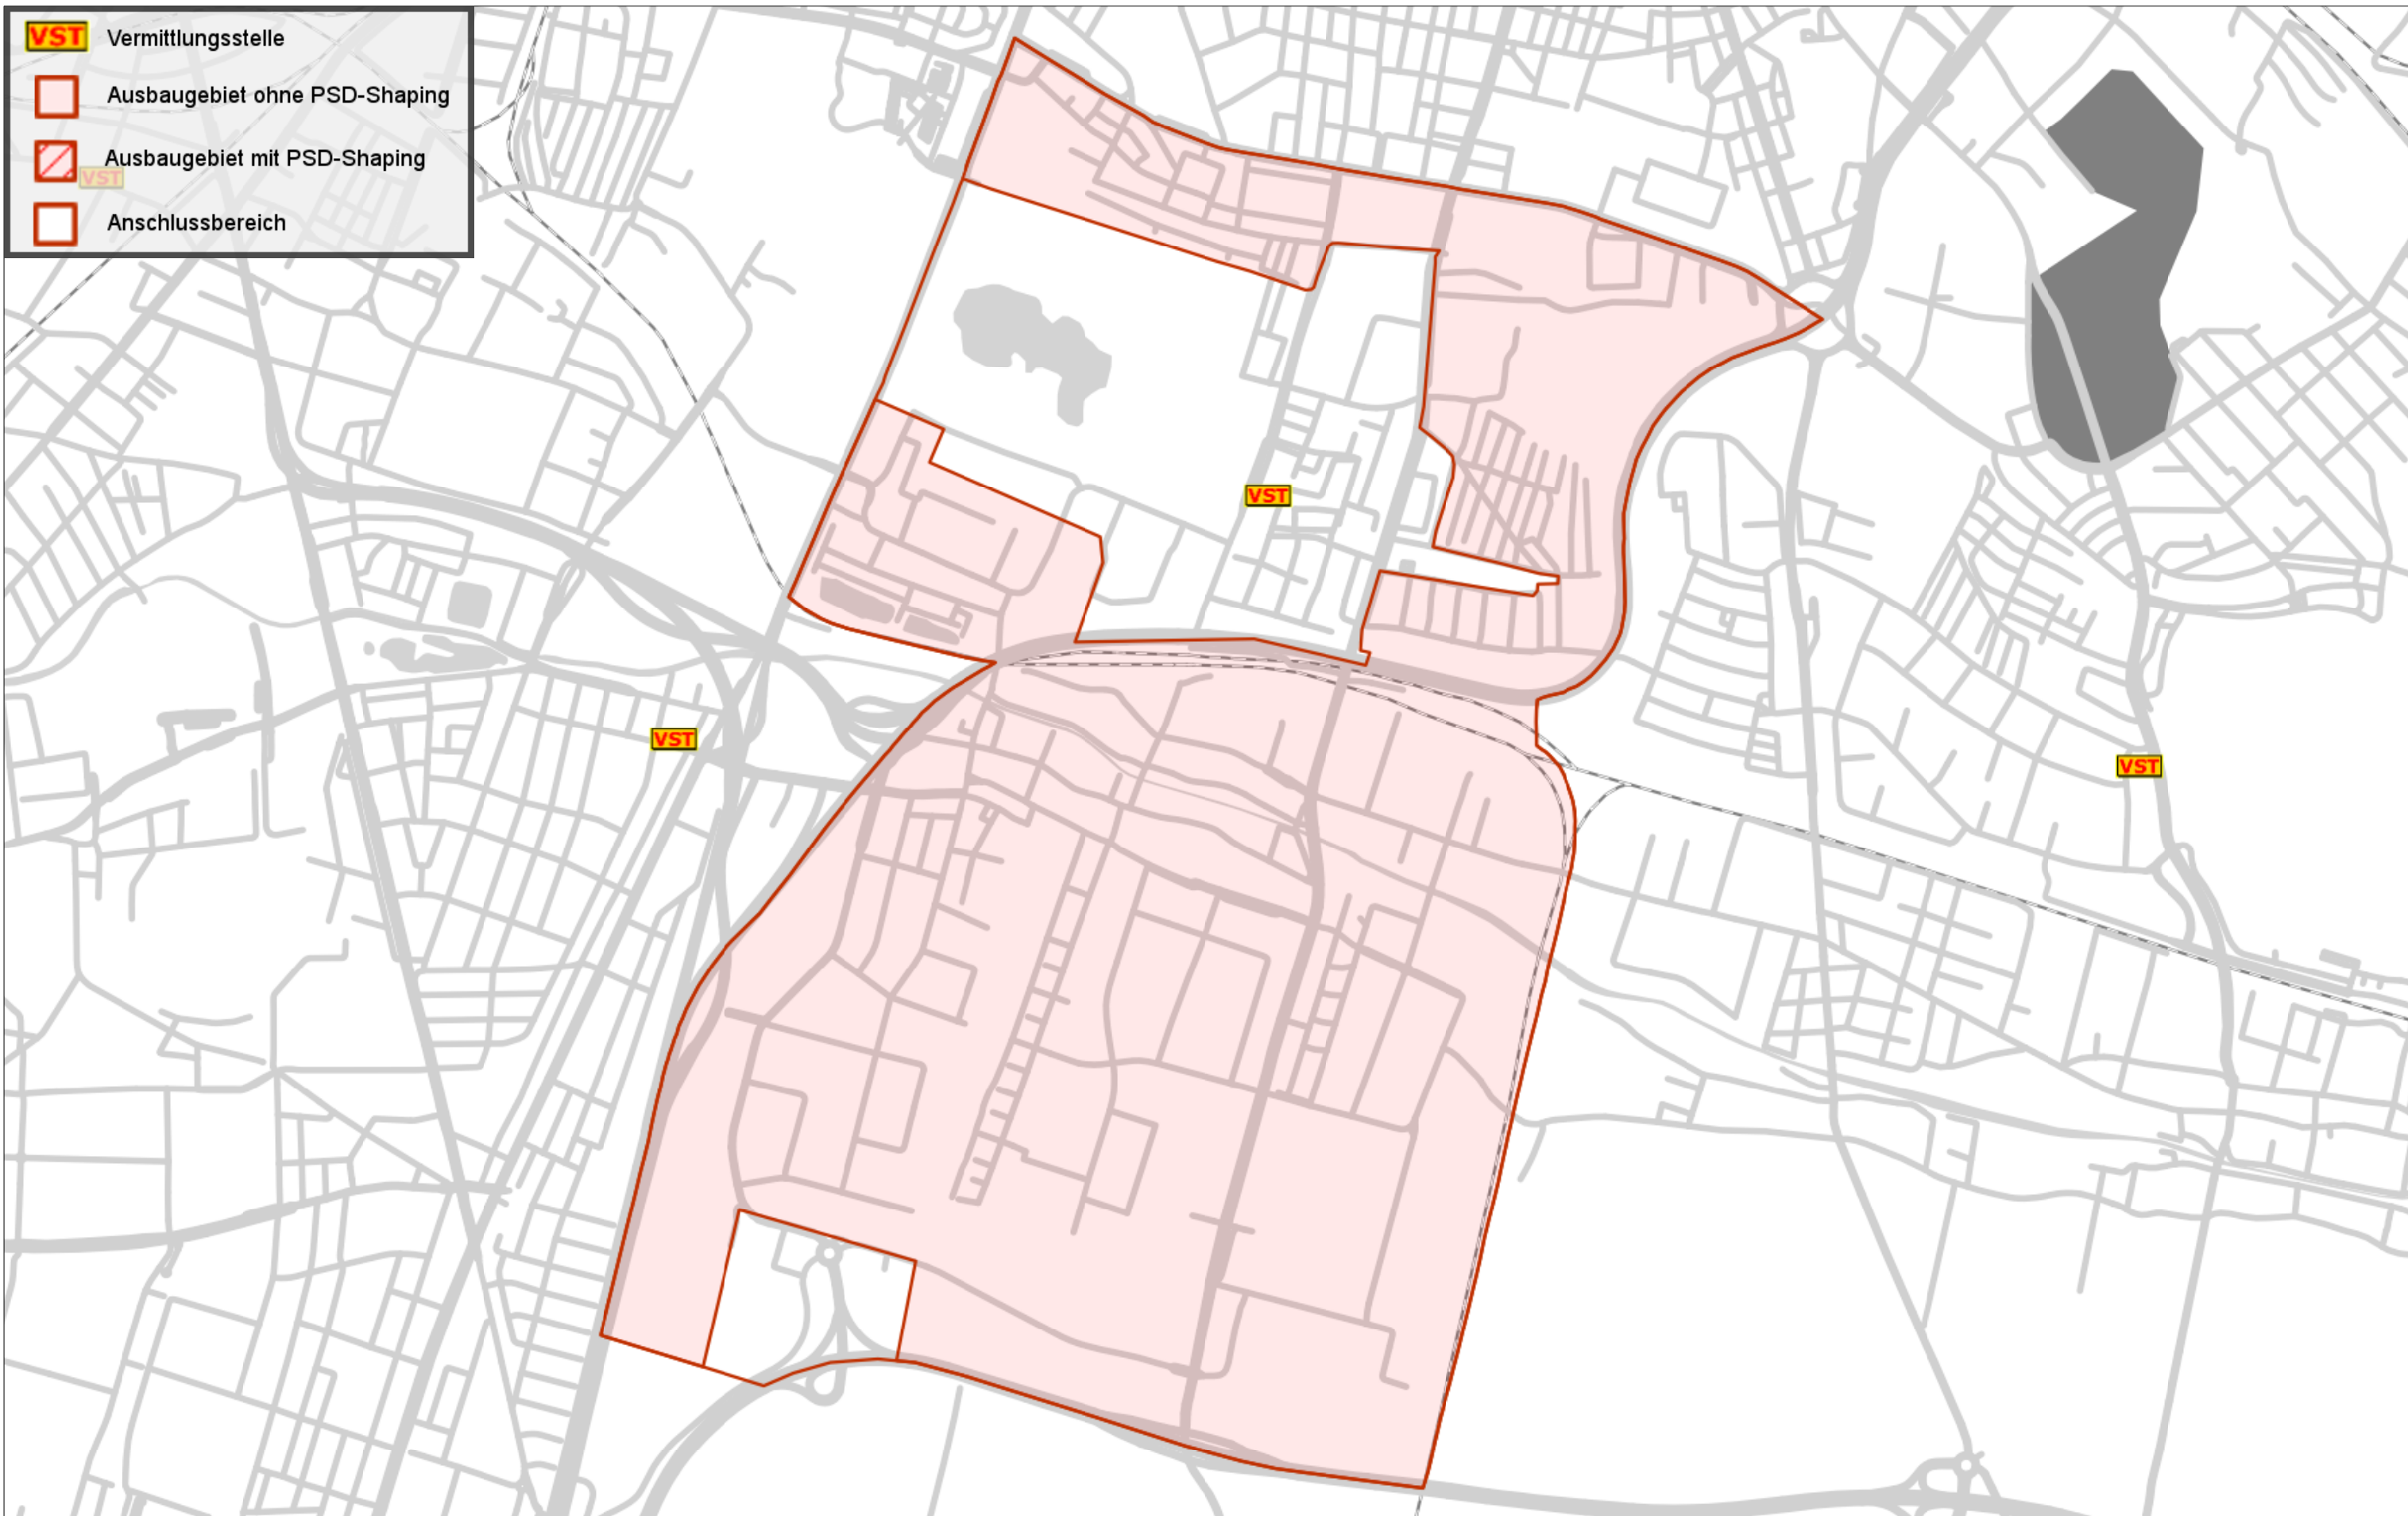 VST Vermittlungsstelle
Ausbaugebiet ohne PSD-Shaping
Ausbaugebiet mit PSD-Shaping
VST
Anschlussbereich
VST
VST
VST